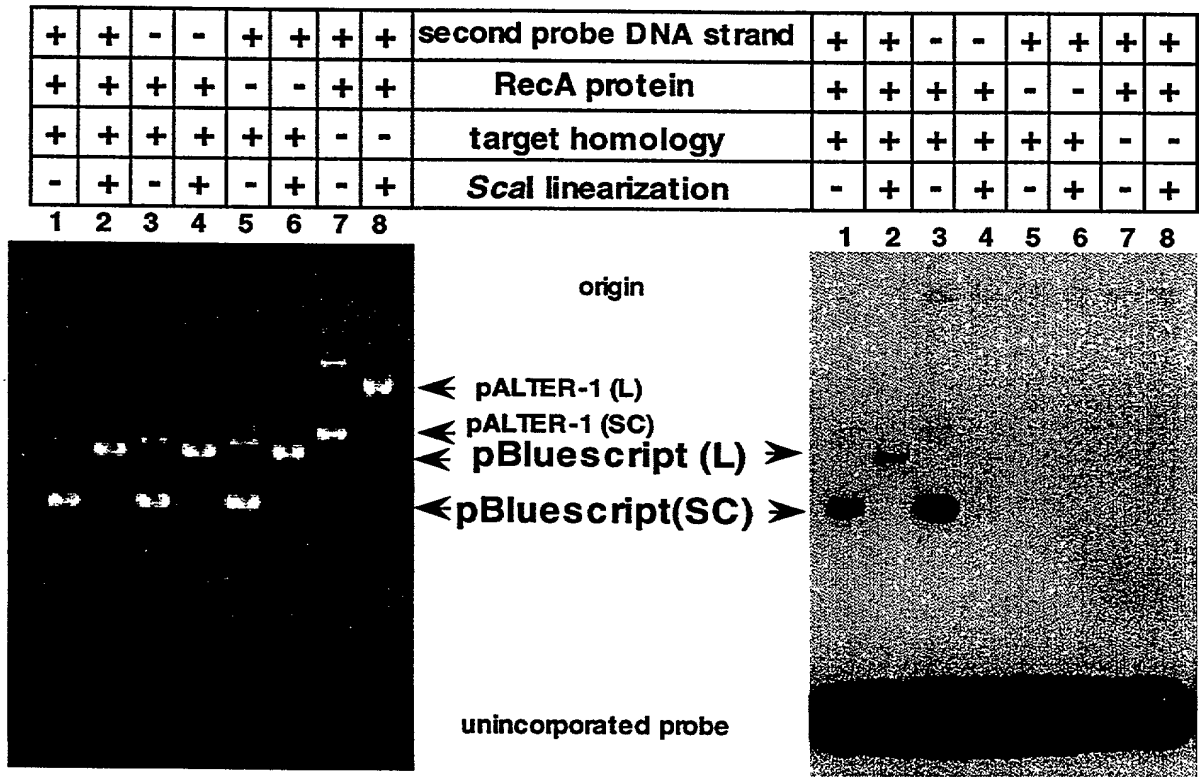 + + - - + + + + second probe DNA strand + + - - + + + +
+ + + + - - + + RecA protein + + + + - - + +
+ + + + + + - - target homology + + + + + + - -
- + - + - + - + ScaI linearization - + - + - + - +
1 2 3 4 5 6 7 8 1 2 3 4 5 6 7 8
origin
pALTER-1 (L)
pALTER-1 (SC)
pBluescript (L)
pBluescript(SC)
unincorporated probe